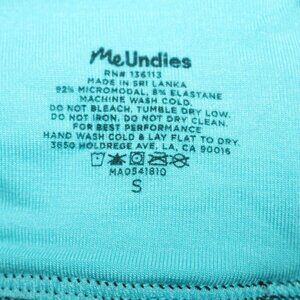 MeUndies
RN# 136113
MADE IN SRI LANKA
92% MICROMODAL, 8% ELASTANE
MACHINE WASH COLD.
DO NOT BLEACH. TUMBLE DRY LOW.
DO NOT IRON. DO NOT DRY CLEAN.
FOR BEST PERFORMANCE
HAND WASH COLD & LAY FLAT TO DRY.
3650 HOLDREGE AVE, LA, CA 90016
MA0541810
S